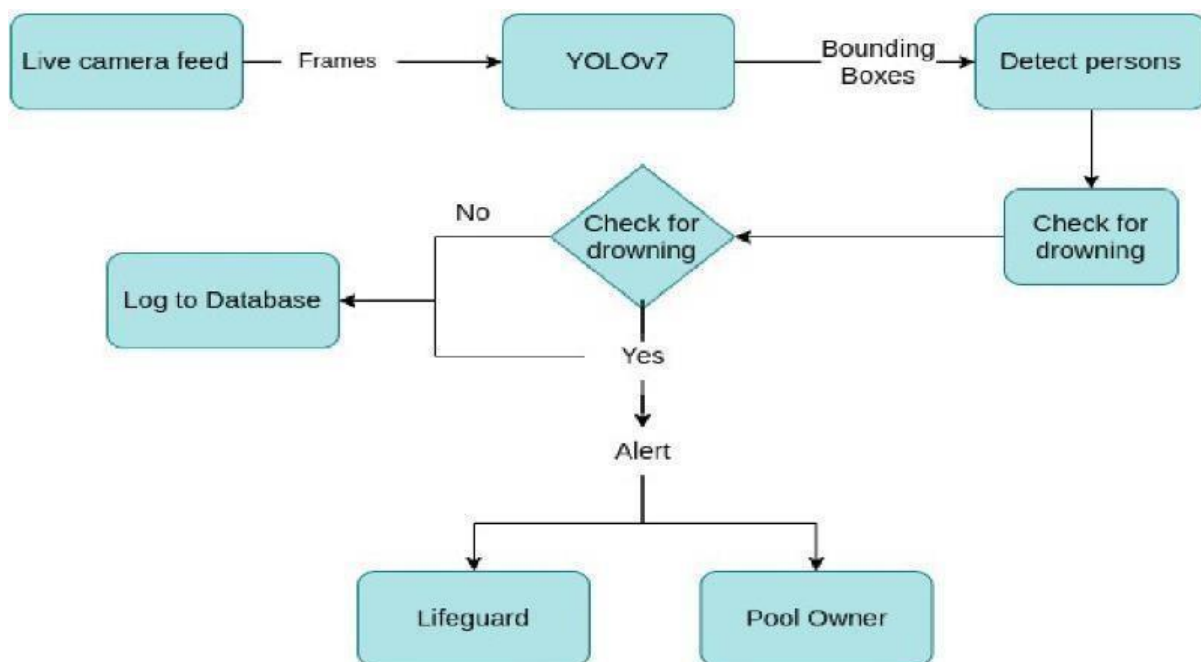 Live camera feed
Frames
YOLOv7
Bounding
Boxes
Detect persons
Check for
drowning
Check for
drowning
No
Log to Database
Yes
Alert
Lifeguard
Pool Owner